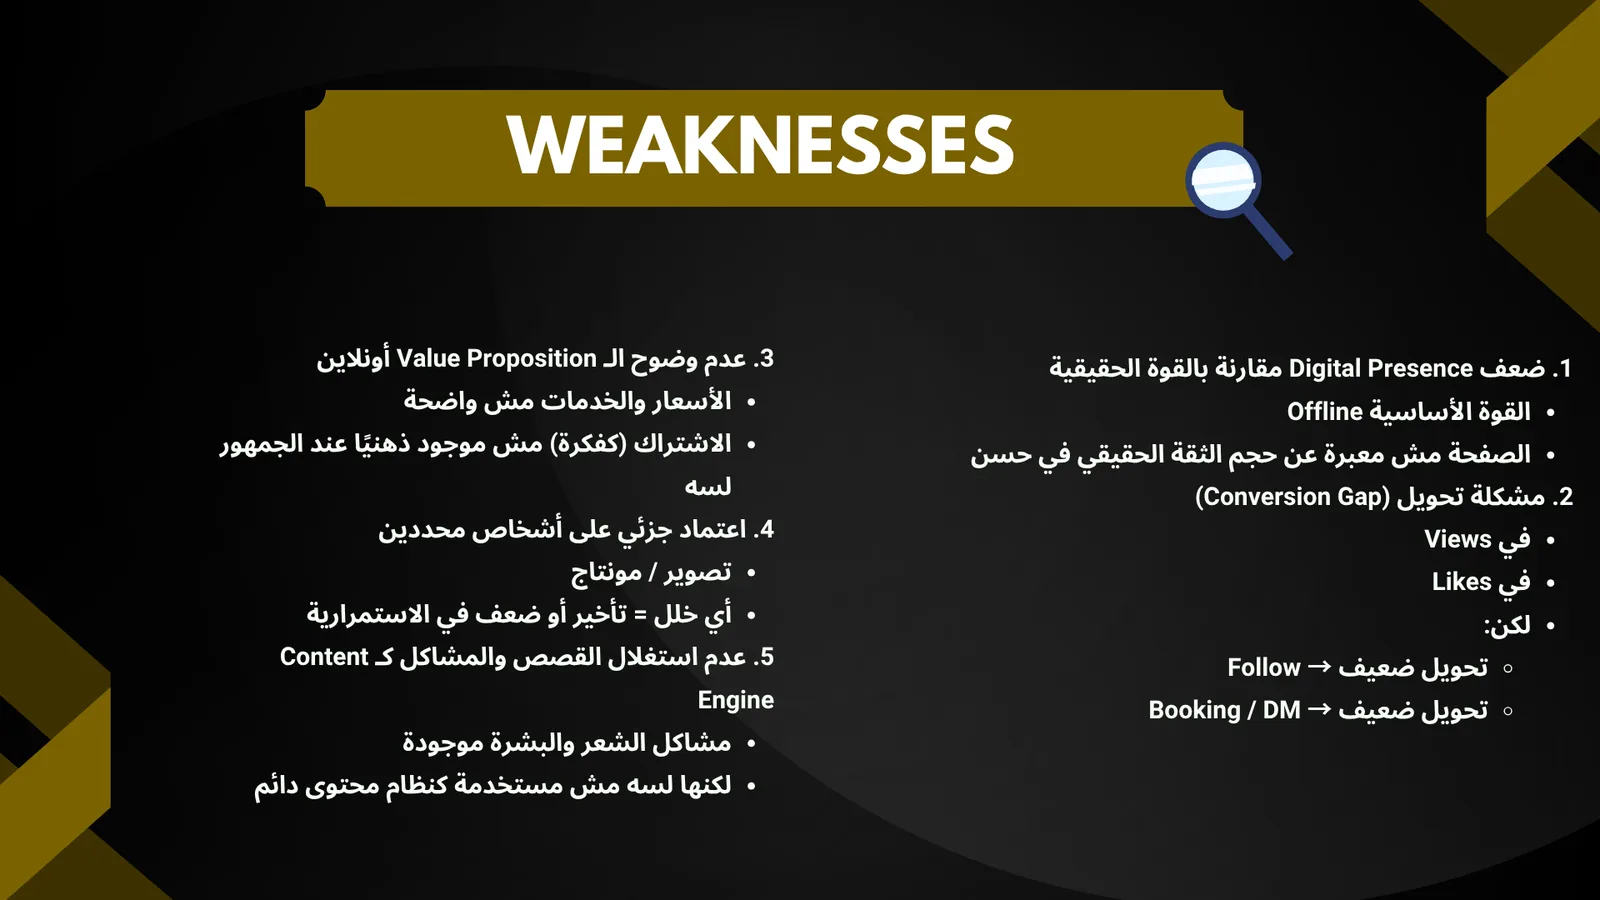 WEAKNESSES
1. ضعف Digital Presence مقارنة بالقوة الحقيقية
• القوة الأساسية Offline
• الصفحة مش معبرة عن حجم الثقة الحقيقي في حسن
2. مشكلة تحويل (Conversion Gap)
• في Views
• في Likes
• لكن:
○ تحويل ضعيف → Follow
○ تحويل ضعيف → Booking / DM
3. عدم وضوح الـ Value Proposition أونلاين
• الأسعار والخدمات مش واضحة
• الاشتراك (كفكرة) مش موجود ذهنيًا عند الجمهور
لسه
4. اعتماد جزئي على أشخاص محددين
• تصوير / مونتاج
• أي خلل = تأخير أو ضعف في الاستمرارية
5. عدم استغلال القصص والمشاكل كـ Content
Engine
• مشاكل الشعر والبشرة موجودة
• لكنها لسه مش مستخدمة كنظام محتوى دائم